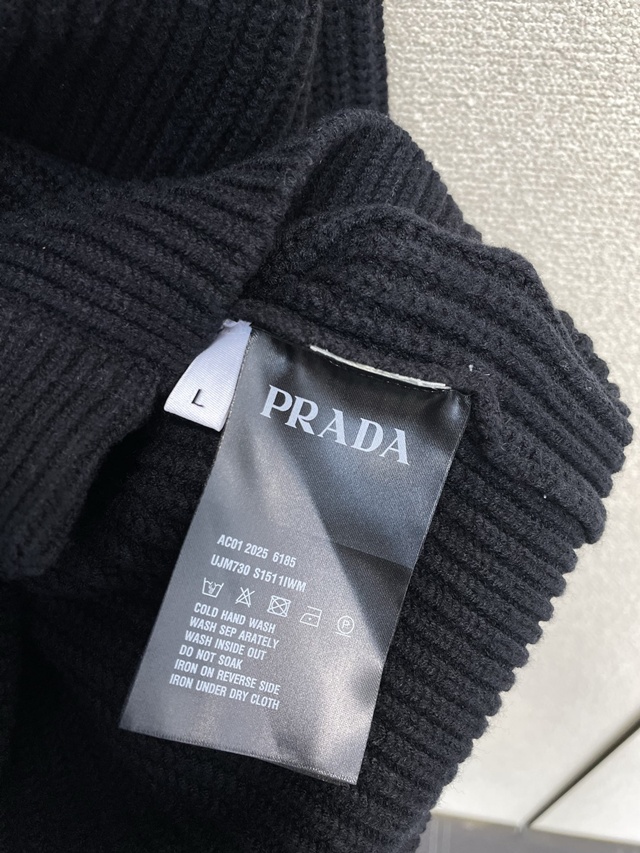 L
PRADA
AC01 2025 6185
UJM730 S1511IWM
COLD HAND WASH
WASH SEP ARATELY
WASH INSIDE OUT
DO NOT SOAK
IRON ON REVERSE SIDE
IRON UNDER DRY CLOTH